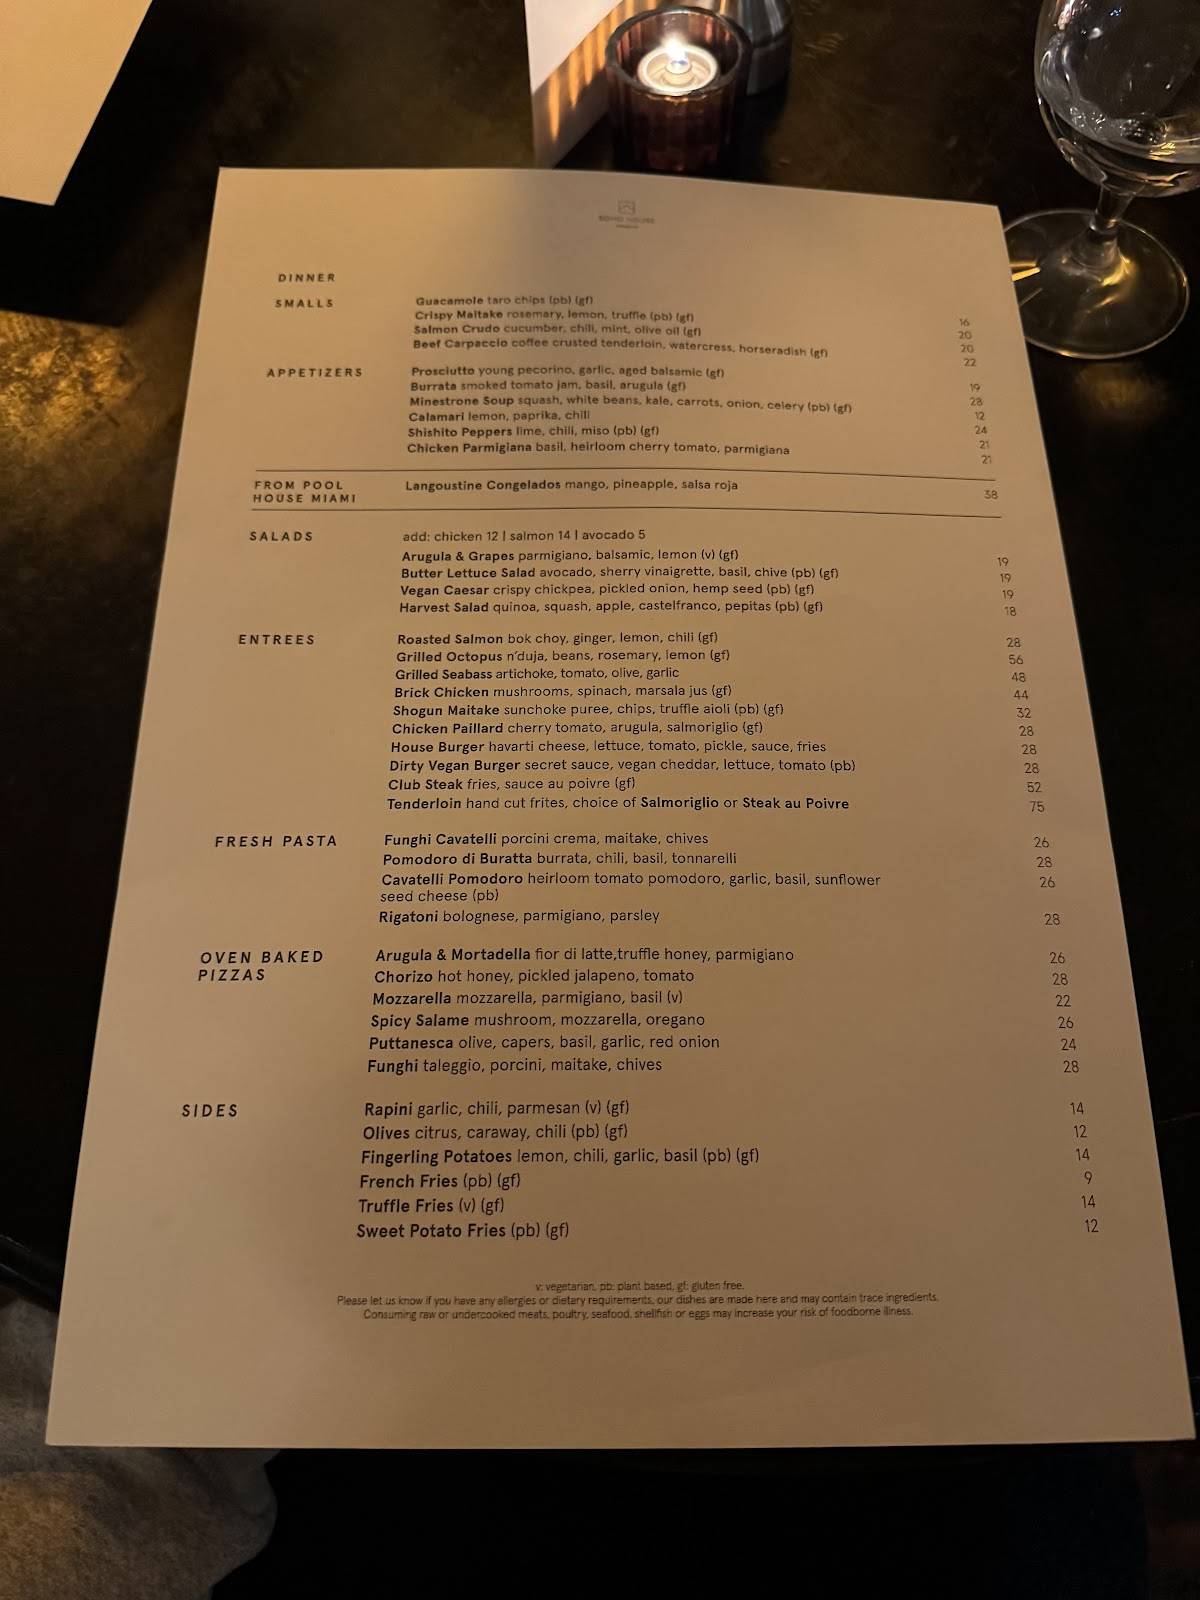 SOHO HOUSE
DINNER
SMALLS
Guacamole taro chips (pb) (gf) 16
Crispy Maitake rosemary, lemon, truffle (pb) (gf) 20
Salmon Crudo cucumber, chili, mint, olive oil (gf) 20
Beef Carpaccio coffee crusted tenderloin, watercress, horseradish (gf) 22
APPETIZERS
Prosciutto young pecorino, garlic, aged balsamic (gf) 19
Burrata smoked tomato jam, basil, arugula (gf) 28
Minestrone Soup squash, white beans, kale, carrots, onion, celery (pb) (gf) 12
Calamari lemon, paprika, chili 24
Shishito Peppers lime, chili, miso (pb) (gf) 21
Chicken Parmigiana basil, heirloom cherry tomato, parmigiana 21
FROM POOL
HOUSE MIAMI
Langoustine Congelados mango, pineapple, salsa roja 38
SALADS
add: chicken 12 | salmon 14 | avocado 5
Arugula & Grapes parmigiano, balsamic, lemon (v) (gf) 19
Butter Lettuce Salad avocado, sherry vinaigrette, basil, chive (pb) (gf) 19
Vegan Caesar crispy chickpea, pickled onion, hemp seed (pb) (gf) 19
Harvest Salad quinoa, squash, apple, castelfranco, pepitas (pb) (gf) 18
ENTREES
Roasted Salmon bok choy, ginger, lemon, chili (gf) 28
Grilled Octopus n'duja, beans, rosemary, lemon (gf) 56
Grilled Seabass artichoke, tomato, olive, garlic 48
Brick Chicken mushrooms, spinach, marsala jus (gf) 44
Shogun Maitake sunchoke puree, chips, truffle aioli (pb) (gf) 32
Chicken Paillard cherry tomato, arugula, salmoriglio (gf) 28
House Burger havarti cheese, lettuce, tomato, pickle, sauce, fries 28
Dirty Vegan Burger secret sauce, vegan cheddar, lettuce, tomato (pb) 28
Club Steak fries, sauce au poivre (gf) 52
Tenderloin hand cut frites, choice of Salmoriglio or Steak au Poivre 75
FRESH PASTA
Funghi Cavatelli porcini crema, maitake, chives 26
Pomodoro di Buratta burrata, chili, basil, tonnarelli 28
Cavatelli Pomodoro heirloom tomato pomodoro, garlic, basil, sunflower 26
seed cheese (pb)
Rigatoni bolognese, parmigiano, parsley 28
OVEN BAKED
PIZZAS
Arugula & Mortadella fior di latte,truffle honey, parmigiano 26
Chorizo hot honey, pickled jalapeno, tomato 28
Mozzarella mozzarella, parmigiano, basil (v) 22
Spicy Salame mushroom, mozzarella, oregano 26
Puttanesca olive, capers, basil, garlic, red onion 24
Funghi taleggio, porcini, maitake, chives 28
SIDES
Rapini garlic, chili, parmesan (v) (gf) 14
Olives citrus, caraway, chili (pb) (gf) 12
Fingerling Potatoes lemon, chili, garlic, basil (pb) (gf) 14
French Fries (pb) (gf) 9
Truffle Fries (v) (gf) 14
Sweet Potato Fries (pb) (gf) 12
v: vegetarian, pb: plant based, gf: gluten free.
Please let us know if you have any allergies or dietary requirements, our dishes are made here and may contain trace ingredients.
Consuming raw or undercooked meats, poultry, seafood, shellfish or eggs may increase your risk of foodborne illness.